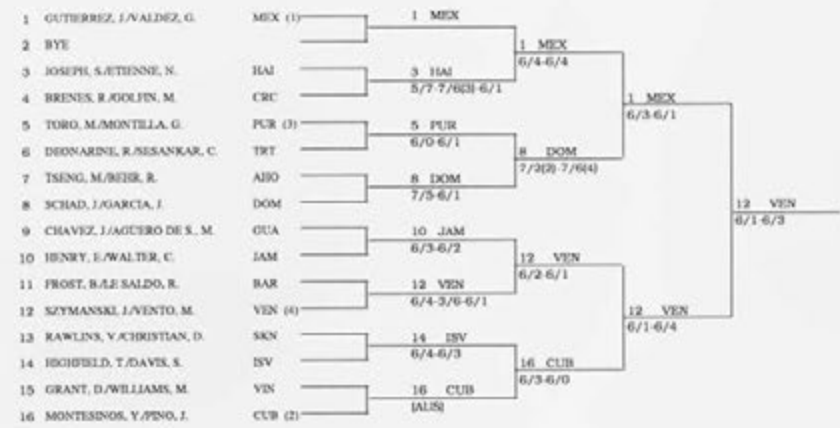 1 GUTIERREZ, J./VALDEZ, G. MEX (1)
2 BYE
3 JOSEPH, S./ETIENNE, N. HAI
4 BRENES, R./GOLFIN, M. CRC
5 TORO, M./MONTILLA, G. PUR (3)
6 DEONARINE, R./SESANKAR, C. TRT
7 TSENG, M./BEHR, R. AHO
8 SCHAD, J./GARCIA, J. DOM
9 CHAVEZ, J./AGUERO DE S., M. GUA
10 HENRY, E./WALTER, C. JAM
11 FROST, B./LE SALDO, R. BAR
12 SZYMANSKI, J./VENTO, M. VEN (4)
13 RAWLINS, V./CHRISTIAN, D. SKN
14 HIGHFIELD, T./DAVIS, S. ISV
15 GRANT, D./WILLIAMS, M. VIN
16 MONTESINOS, Y./PINO, J. CUB (2)
1 MEX
3 HAI
5/7-7/6(3)-6/1
5 PUR
6/0-6/1
8 DOM
7/5-6/1
10 JAM
6/3-6/2
12 VEN
6/4-3/6-6/1
14 ISV
6/4-6/3
16 CUB
[AUS]
1 MEX
6/4-6/4
8 DOM
7/2(2)-7/6(4)
12 VEN
6/2-6/1
16 CUB
6/3-6/0
1 MEX
6/3-6/1
12 VEN
6/1-6/4
12 VEN
6/1-6/3